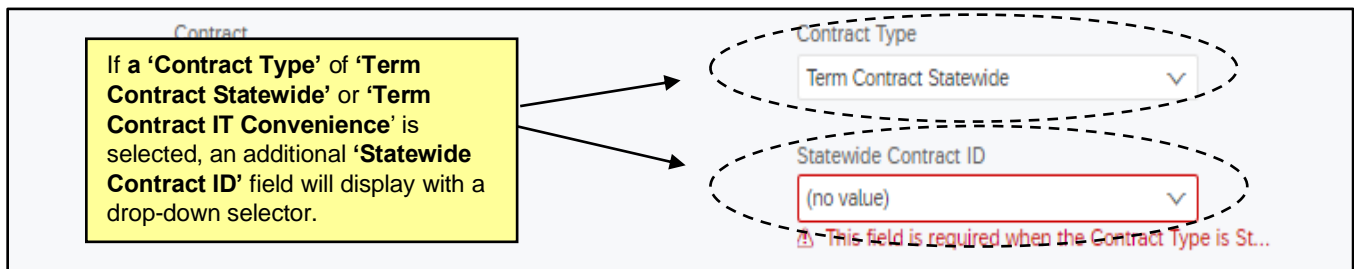 Contract
If a ‘Contract Type’ of ‘Term
Contract Statewide’ or ‘Term
Contract IT Convenience’ is
selected, an additional ‘Statewide
Contract ID’ field will display with a
drop-down selector.
Contract Type
Term Contract Statewide
Statewide Contract ID
(no value)
This field is required when the Contract Type is St...